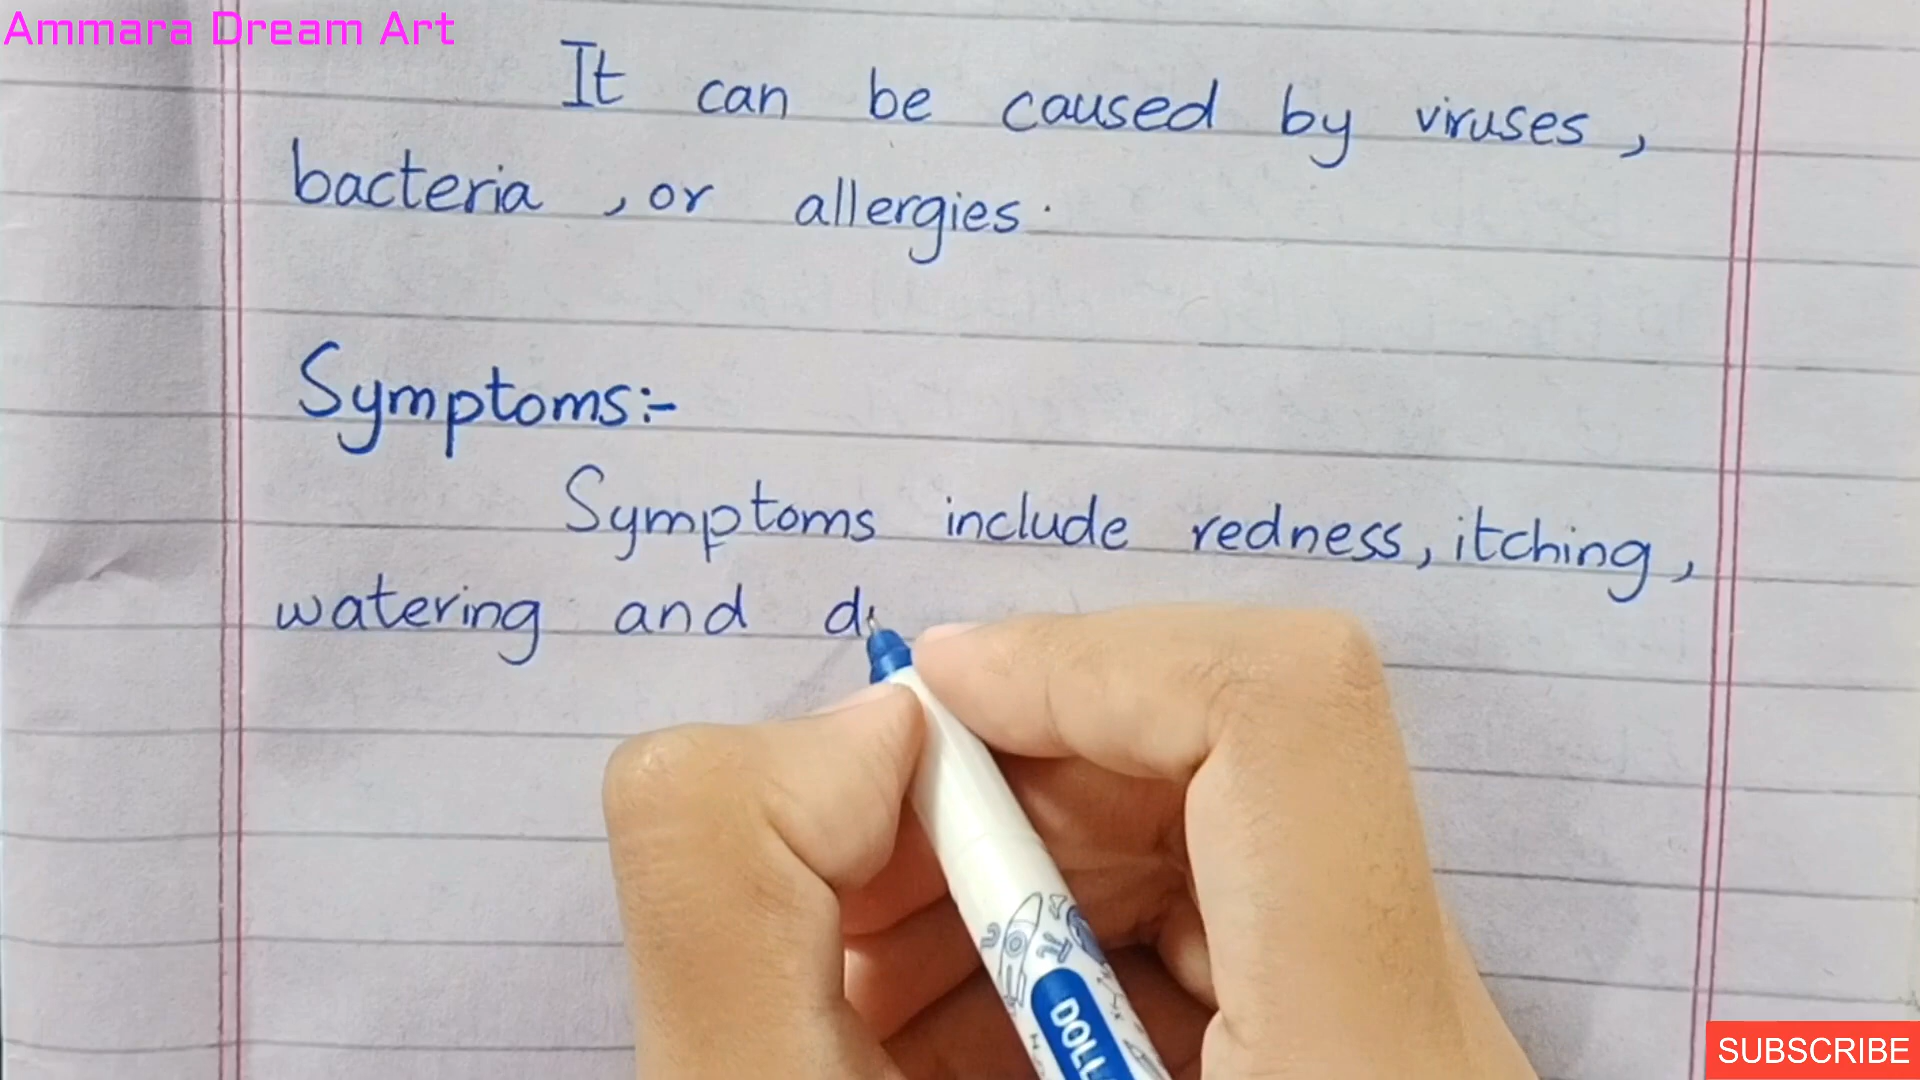 Ammara Dream Art
It can be caused by viruses,
bacteria , or allergies.
Symptoms:-
Symptoms include redness, itching,
watering and
DOLL
SUBSCRIBE